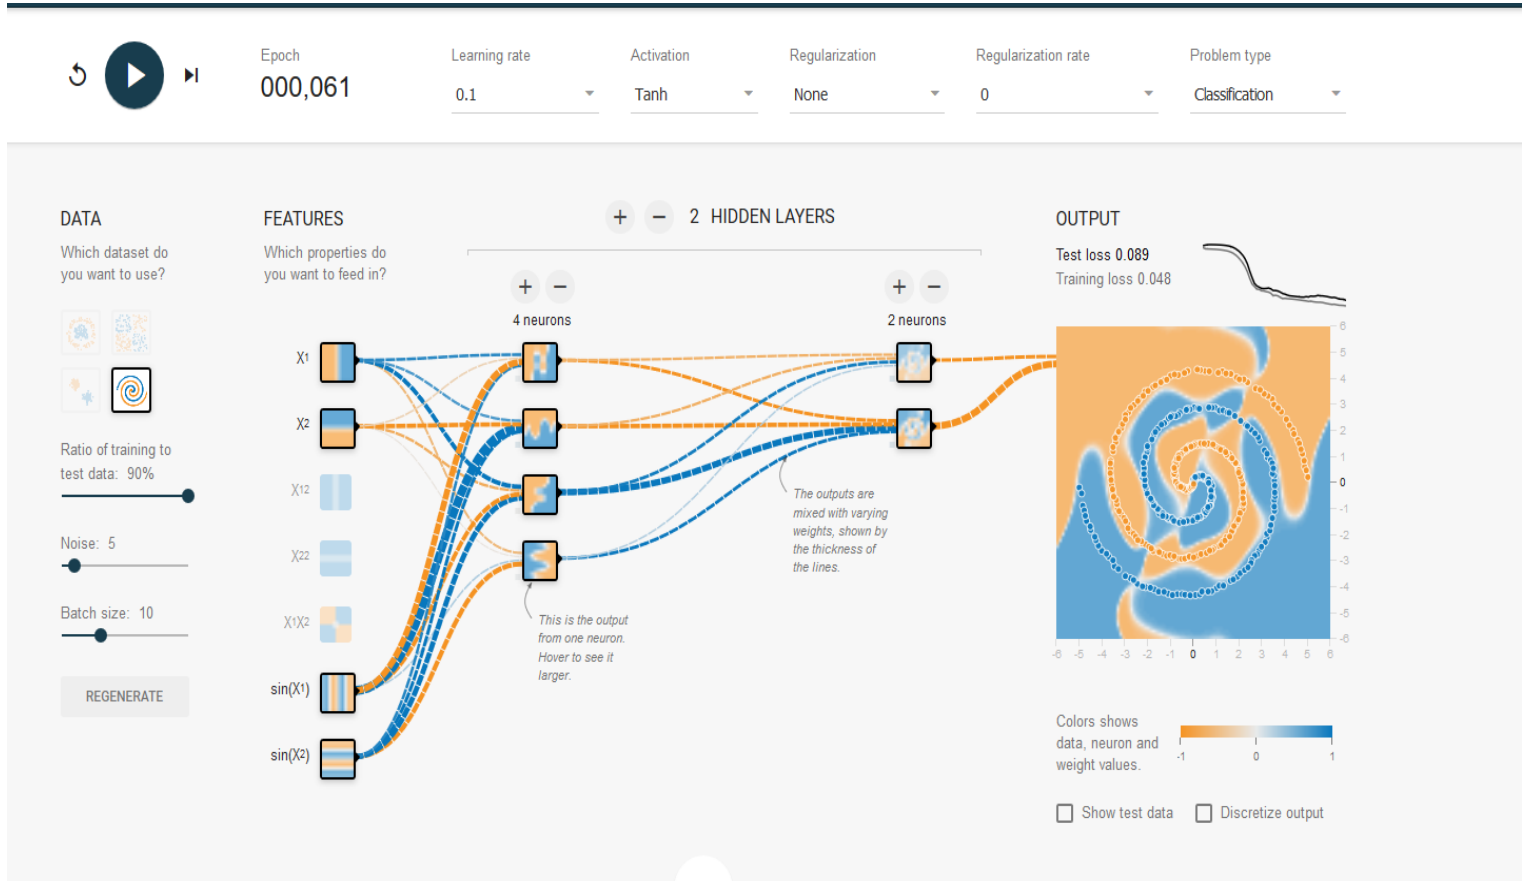 Epoch
000,061
Learning rate
0.1
Activation
Tanh
Regularization
None
Regularization rate
0
Problem type
Classification
DATA
Which dataset do
you want to use?
Ratio of training to
test data: 90%
Noise: 5
Batch size: 10
REGENERATE
FEATURES
Which properties do
you want to feed in?
X1
X2
X12
X22
X1X2
sin(X1)
sin(X2)
+ − 2 HIDDEN LAYERS
+ −
4 neurons
+ −
2 neurons
This is the output
from one neuron.
Hover to see it
larger.
The outputs are
mixed with varying
weights, shown by
the thickness of
the lines.
OUTPUT
Test loss 0.089
Training loss 0.048
6
5
4
3
2
1
0
-1
-2
-3
-4
-5
-6
-6 -5 -4 -3 -2 -1 0 1 2 3 4 5 6
Colors shows
data, neuron and
weight values.
-1 0 1
Show test data
Discretize output